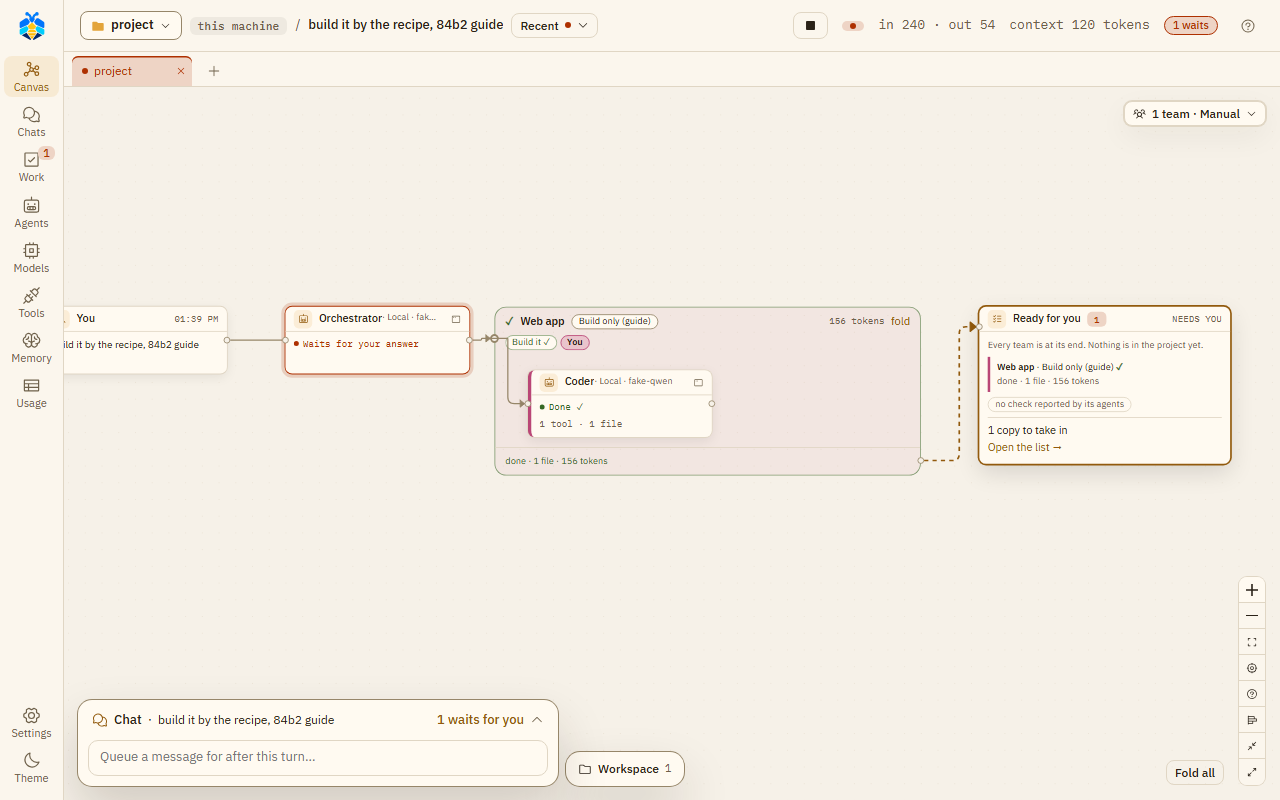 project
this machine
/
build it by the recipe, 84b2 guide
Recent
in 240 · out 54
context 120 tokens
1 waits
Canvas
Chats
1
Work
Agents
Models
Tools
Memory
Usage
Settings
Theme
project
1 team · Manual
You
01:39 PM
ild it by the recipe, 84b2 guide
Orchestrator · Local · fak...
Waits for your answer
✓ Web app
Build only (guide)
156 tokens
fold
Build it ✓
You
Coder · Local · fake-qwen
Done ✓
1 tool · 1 file
done · 1 file · 156 tokens
Ready for you
1
NEEDS YOU
Every team is at its end. Nothing is in the project yet.
Web app · Build only (guide) ✓
done · 1 file · 156 tokens
no check reported by its agents
1 copy to take in
Open the list →
Chat · build it by the recipe, 84b2 guide
1 waits for you
Queue a message for after this turn...
Workspace 1
Fold all